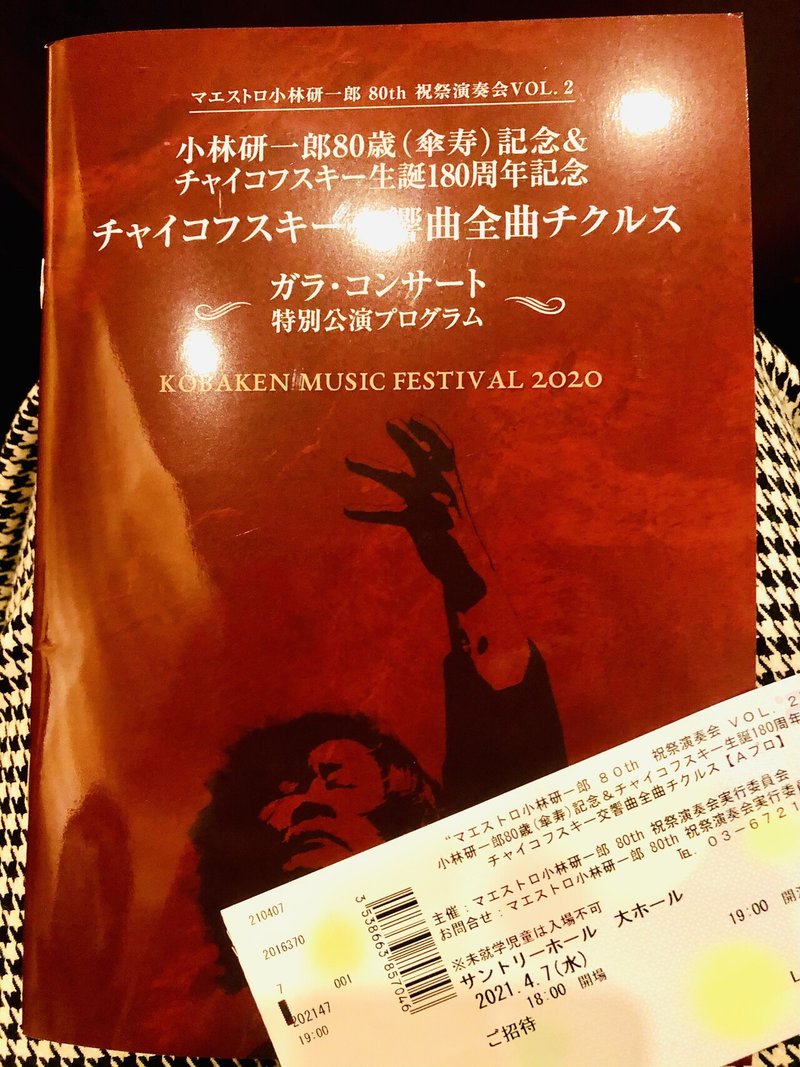 マエストロ小林研一郎 80th 祝祭演奏会VOL.2
小林研一郎80歳(傘寿)記念&
チャイコフスキー生誕180周年記念
チャイコフスキー 響曲全曲チクルス
ガラ・コンサート
特別公演プログラム
KOBAKEN MUSIC FESTIVAL 2020
"マエストロ小林研一郎 80th 祝祭演奏会 VOL.2
小林研一郎80歳(傘寿)記念&チャイコフスキー生誕180周年
チャイコフスキー交響曲全曲チクルス【Aプロ】
主催:マエストロ小林研一郎 80th 祝祭演奏会実行委員会
お問合せ:マエストロ小林研一郎 80th 祝祭演奏会実行委員
℡ 03-6721
※未就学児童は入場不可
サントリーホール 大ホール
2021.4.7(水) 19:00
18:00 開場
ご招待
210407
2016370
7 001
202147
19:00
3538663857046